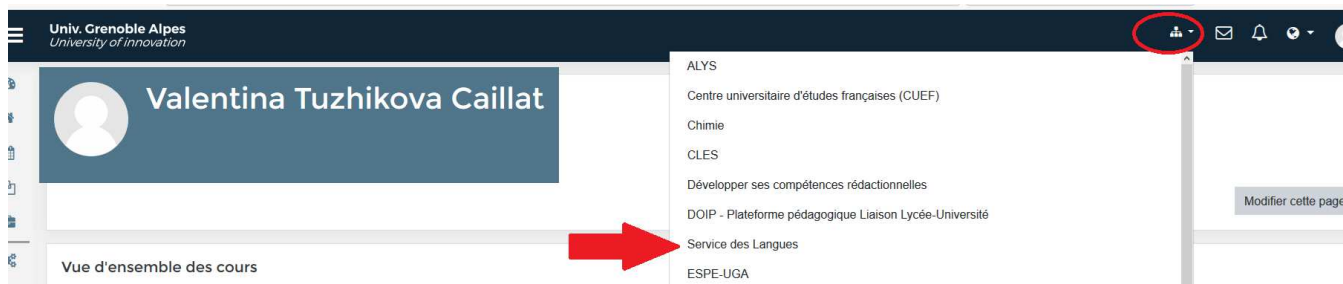 Univ. Grenoble Alpes
University of innovation
Valentina Tuzhikova Caillat
ALYS
Centre universitaire d'études françaises (CUEF)
Chimie
CLES
Développer ses compétences rédactionnelles
DOIP - Plateforme pédagogique Liaison Lycée-Université
Service des Langues
ESPE-UGA
Modifier cette page
Vue d'ensemble des cours